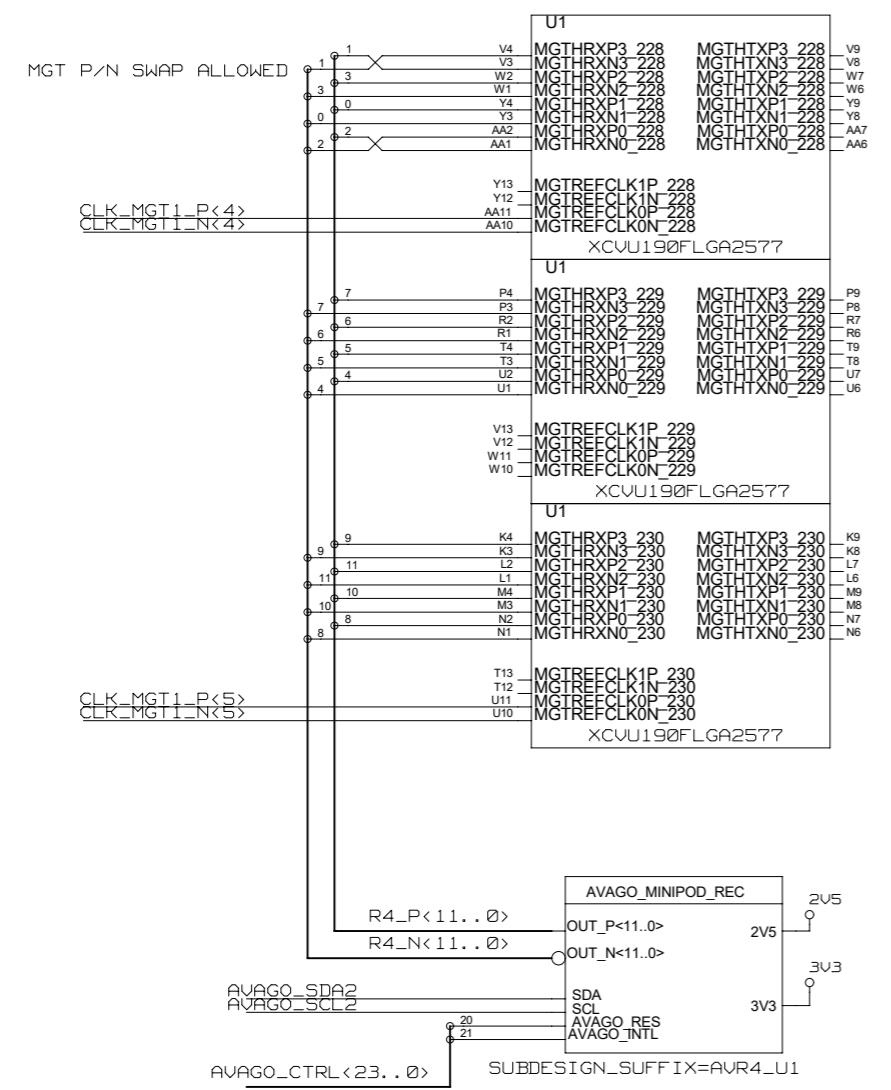 U1
1 V4 MGTHRXP3_228 MGTHTXP3_228 V9
MGT P/N SWAP ALLOWED 1 V3 MGTHRXN3_228 MGTHTXN3_228 V8
3 W2 MGTHRXP2_228 MGTHTXP2_228 W7
3 W1 MGTHRXN2_228 MGTHTXN2_228 W6
0 Y4 MGTHRXP1_228 MGTHTXP1_228 Y9
0 Y3 MGTHRXN1_228 MGTHTXN1_228 Y8
2 AA2 MGTHRXP0_228 MGTHTXP0_228 AA7
2 AA1 MGTHRXN0_228 MGTHTXN0_228 AA6
Y13 MGTREFCLK1P_228
Y12 MGTREFCLK1N_228
CLK_MGT1_P<4> AA11 MGTREFCLK0P_228
CLK_MGT1_N<4> AA10 MGTREFCLK0N_228
XCVU190FLGA2577
U1
7 P4 MGTHRXP3_229 MGTHTXP3_229 P9
7 P3 MGTHRXN3_229 MGTHTXN3_229 P8
6 R2 MGTHRXP2_229 MGTHTXP2_229 R7
6 R1 MGTHRXN2_229 MGTHTXN2_229 R6
5 T4 MGTHRXP1_229 MGTHTXP1_229 T9
5 T3 MGTHRXN1_229 MGTHTXN1_229 T8
4 U2 MGTHRXP0_229 MGTHTXP0_229 U7
4 U1 MGTHRXN0_229 MGTHTXN0_229 U6
V13 MGTREFCLK1P_229
V12 MGTREFCLK1N_229
W11 MGTREFCLK0P_229
W10 MGTREFCLK0N_229
XCVU190FLGA2577
U1
9 K4 MGTHRXP3_230 MGTHTXP3_230 K9
9 K3 MGTHRXN3_230 MGTHTXN3_230 K8
11 L2 MGTHRXP2_230 MGTHTXP2_230 L7
11 L1 MGTHRXN2_230 MGTHTXN2_230 L6
10 M4 MGTHRXP1_230 MGTHTXP1_230 M9
10 M3 MGTHRXN1_230 MGTHTXN1_230 M8
8 N2 MGTHRXP0_230 MGTHTXP0_230 N7
8 N1 MGTHRXN0_230 MGTHTXN0_230 N6
T13 MGTREFCLK1P_230
T12 MGTREFCLK1N_230
CLK_MGT1_P<5> U11 MGTREFCLK0P_230
CLK_MGT1_N<5> U10 MGTREFCLK0N_230
XCVU190FLGA2577
AVAGO_MINIPOD_REC
2V5
R4_P<11..0> OUT_P<11..0> 2V5
R4_N<11..0> OUT_N<11..0>
3V3
AVAGO_SDA2 SDA
AVAGO_SCL2 SCL 3V3
20 AVAGO_RES
21 AVAGO_INTL
AVAGO_CTRL<23..0> SUBDESIGN_SUFFIX=AVR4_U1